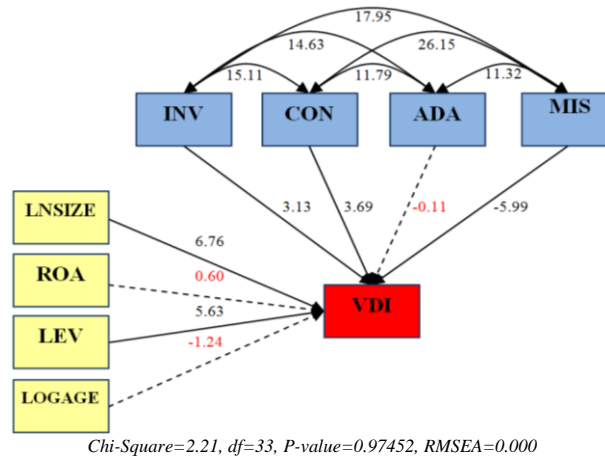 17.95
14.63
26.15
15.11
11.79
11.32
INV
CON
ADA
MIS
3.13
3.69
-0.11
-5.99
LNSIZE
6.76
ROA
0.60
VDI
5.63
LEV
-1.24
LOGAGE
Chi-Square=2.21, df=33, P-value=0.97452, RMSEA=0.000